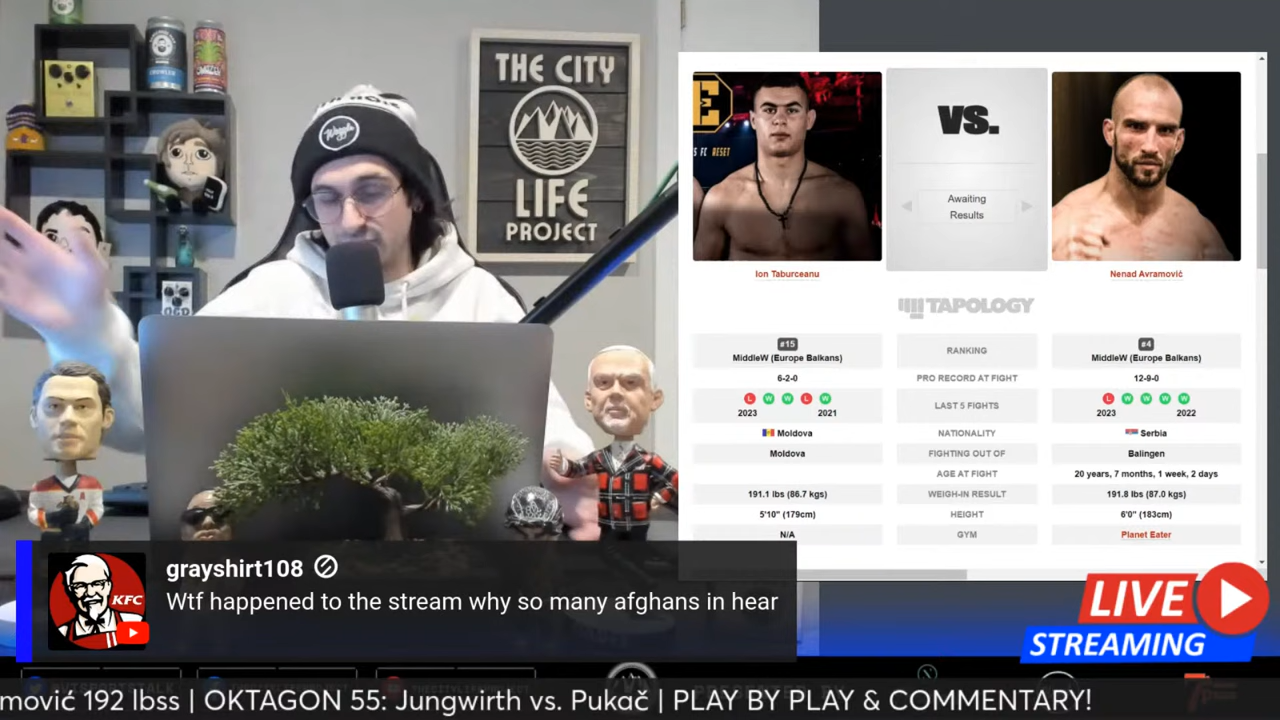 THE CITY
LIFE
PROJECT
Waggle
OGD
S FC RESET
VS.
Awaiting
Results
Ion Taburceanu
Nenad Avramović
TAPOLOGY
#15
MiddleW (Europe Balkans)
RANKING
#4
MiddleW (Europe Balkans)
6-2-0
PRO RECORD AT FIGHT
12-9-0
L W W L W
2023 2021
LAST 5 FIGHTS
L W W W W
2023 2022
Moldova
NATIONALITY
Serbia
Moldova
FIGHTING OUT OF
Balingen
AGE AT FIGHT
20 years, 7 months, 1 week, 2 days
191.1 lbs (86.7 kgs)
WEIGH-IN RESULT
191.8 lbs (87.0 kgs)
5'10" (179cm)
HEIGHT
6'0" (183cm)
N/A
GYM
Planet Eater
KFC
grayshirt108
Wtf happened to the stream why so many afghans in hear
LIVE
STREAMING
mović 192 lbss | OKTAGON 55: Jungwirth vs. Pukač | PLAY BY PLAY & COMMENTARY!